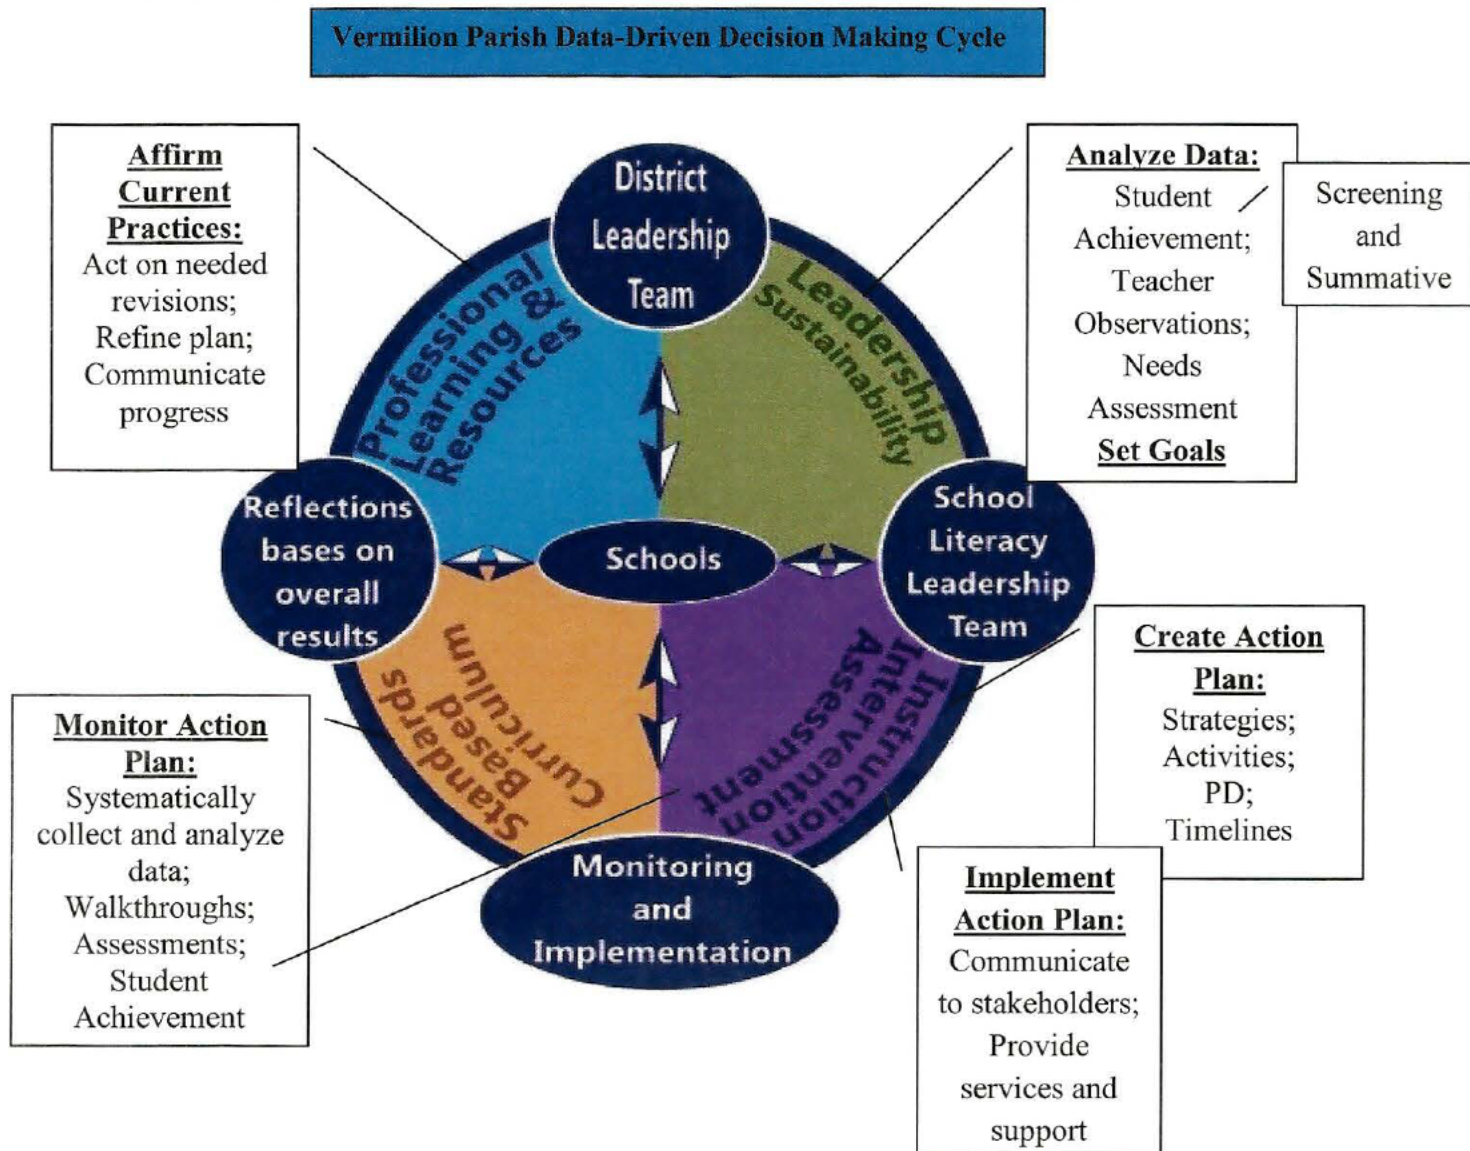 Vermilion Parish Data-Driven Decision Making Cycle
Affirm
Current
Practices:
Act on needed
revisions;
Refine plan;
Communicate
progress
District
Leadership
Team
Analyze Data:
Student
Achievement;
Teacher
Observations;
Needs
Assessment
Set Goals
Screening
and
Summative
Professional
Learning &
Resources
Leadership
Sustainability
Reflections
bases on
overall
results
Schools
School
Literacy
Leadership
Team
Standards
Based
Curriculum
Instruction
Intervention
Assessment
Monitor Action
Plan:
Systematically
collect and analyze
data;
Walkthroughs;
Assessments;
Student
Achievement
Monitoring
and
Implementation
Create Action
Plan:
Strategies;
Activities;
PD;
Timelines
Implement
Action Plan:
Communicate
to stakeholders;
Provide
services and
support